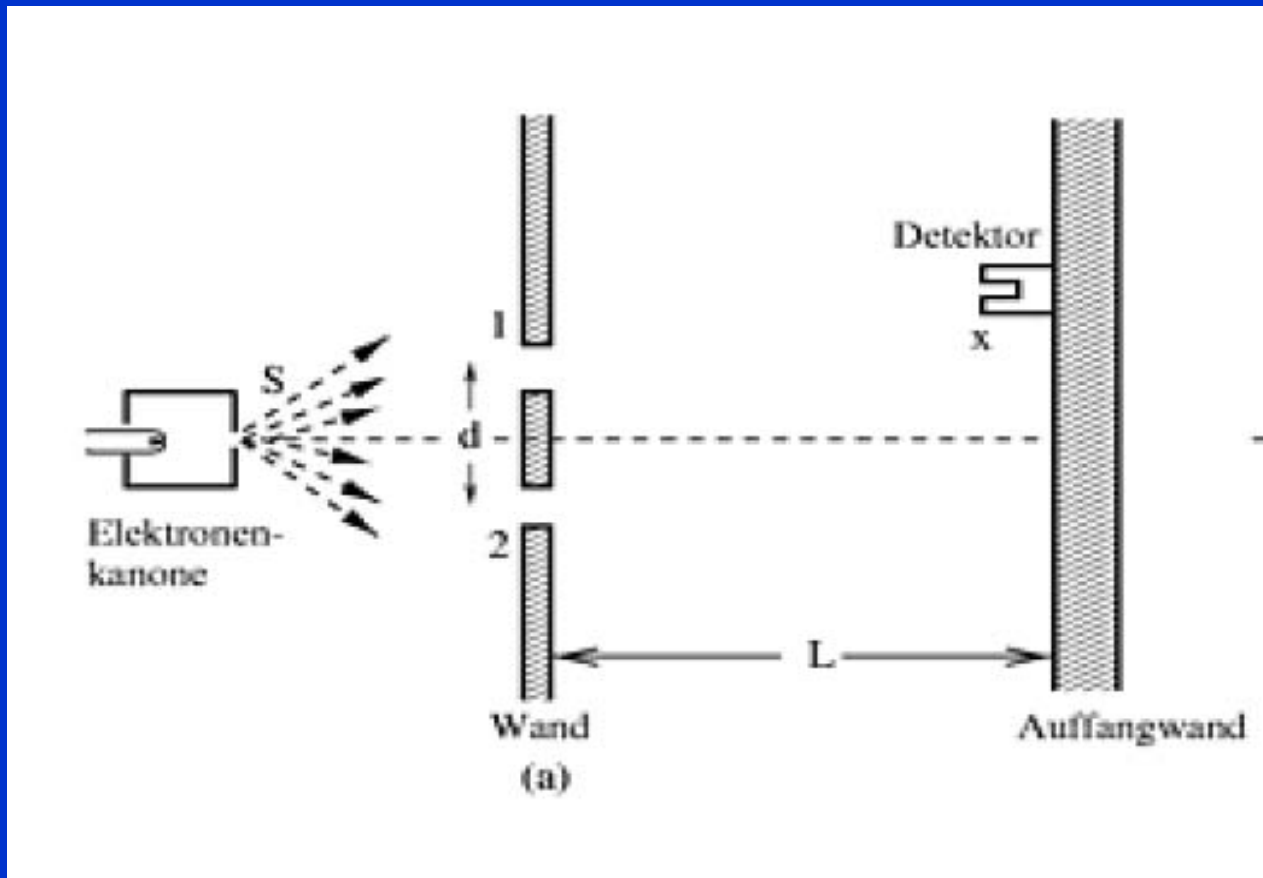 Detektor
1
x
S
d
Elektronen-
kanone
2
L
Wand
Auffangwand
(a)